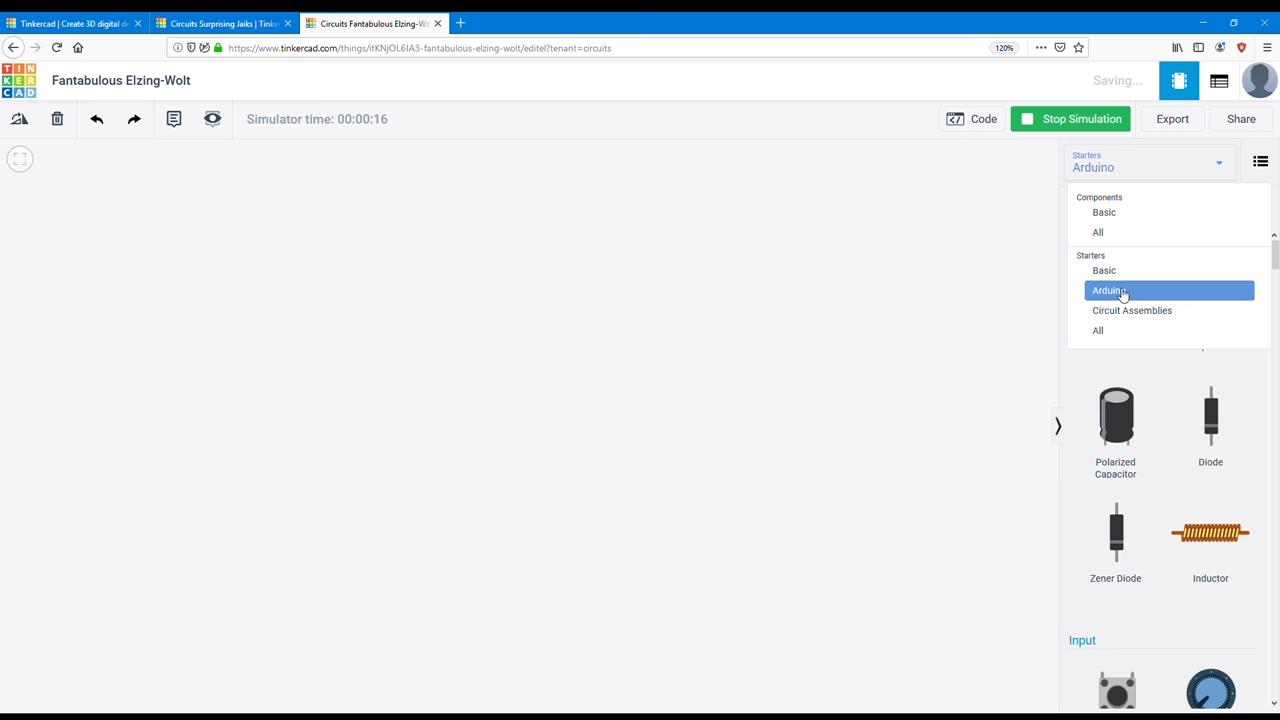 Tinkercad | Create 3D digital de
Circuits Surprising Jaiks | Tinke
Circuits Fantabulous Elzing-Wo
https://www.tinkercad.com/things/itKNjOL6IA3-fantabulous-elzing-wolt/editel?tenant=circuits
120%
TIN
KER
CAD
Fantabulous Elzing-Wolt
Saving...
Simulator time: 00:00:16
Code
Stop Simulation
Export
Share
Starters
Arduino
Components
Basic
All
Starters
Basic
Arduino
Circuit Assemblies
All
Polarized
Capacitor
Diode
Zener Diode
Inductor
Input